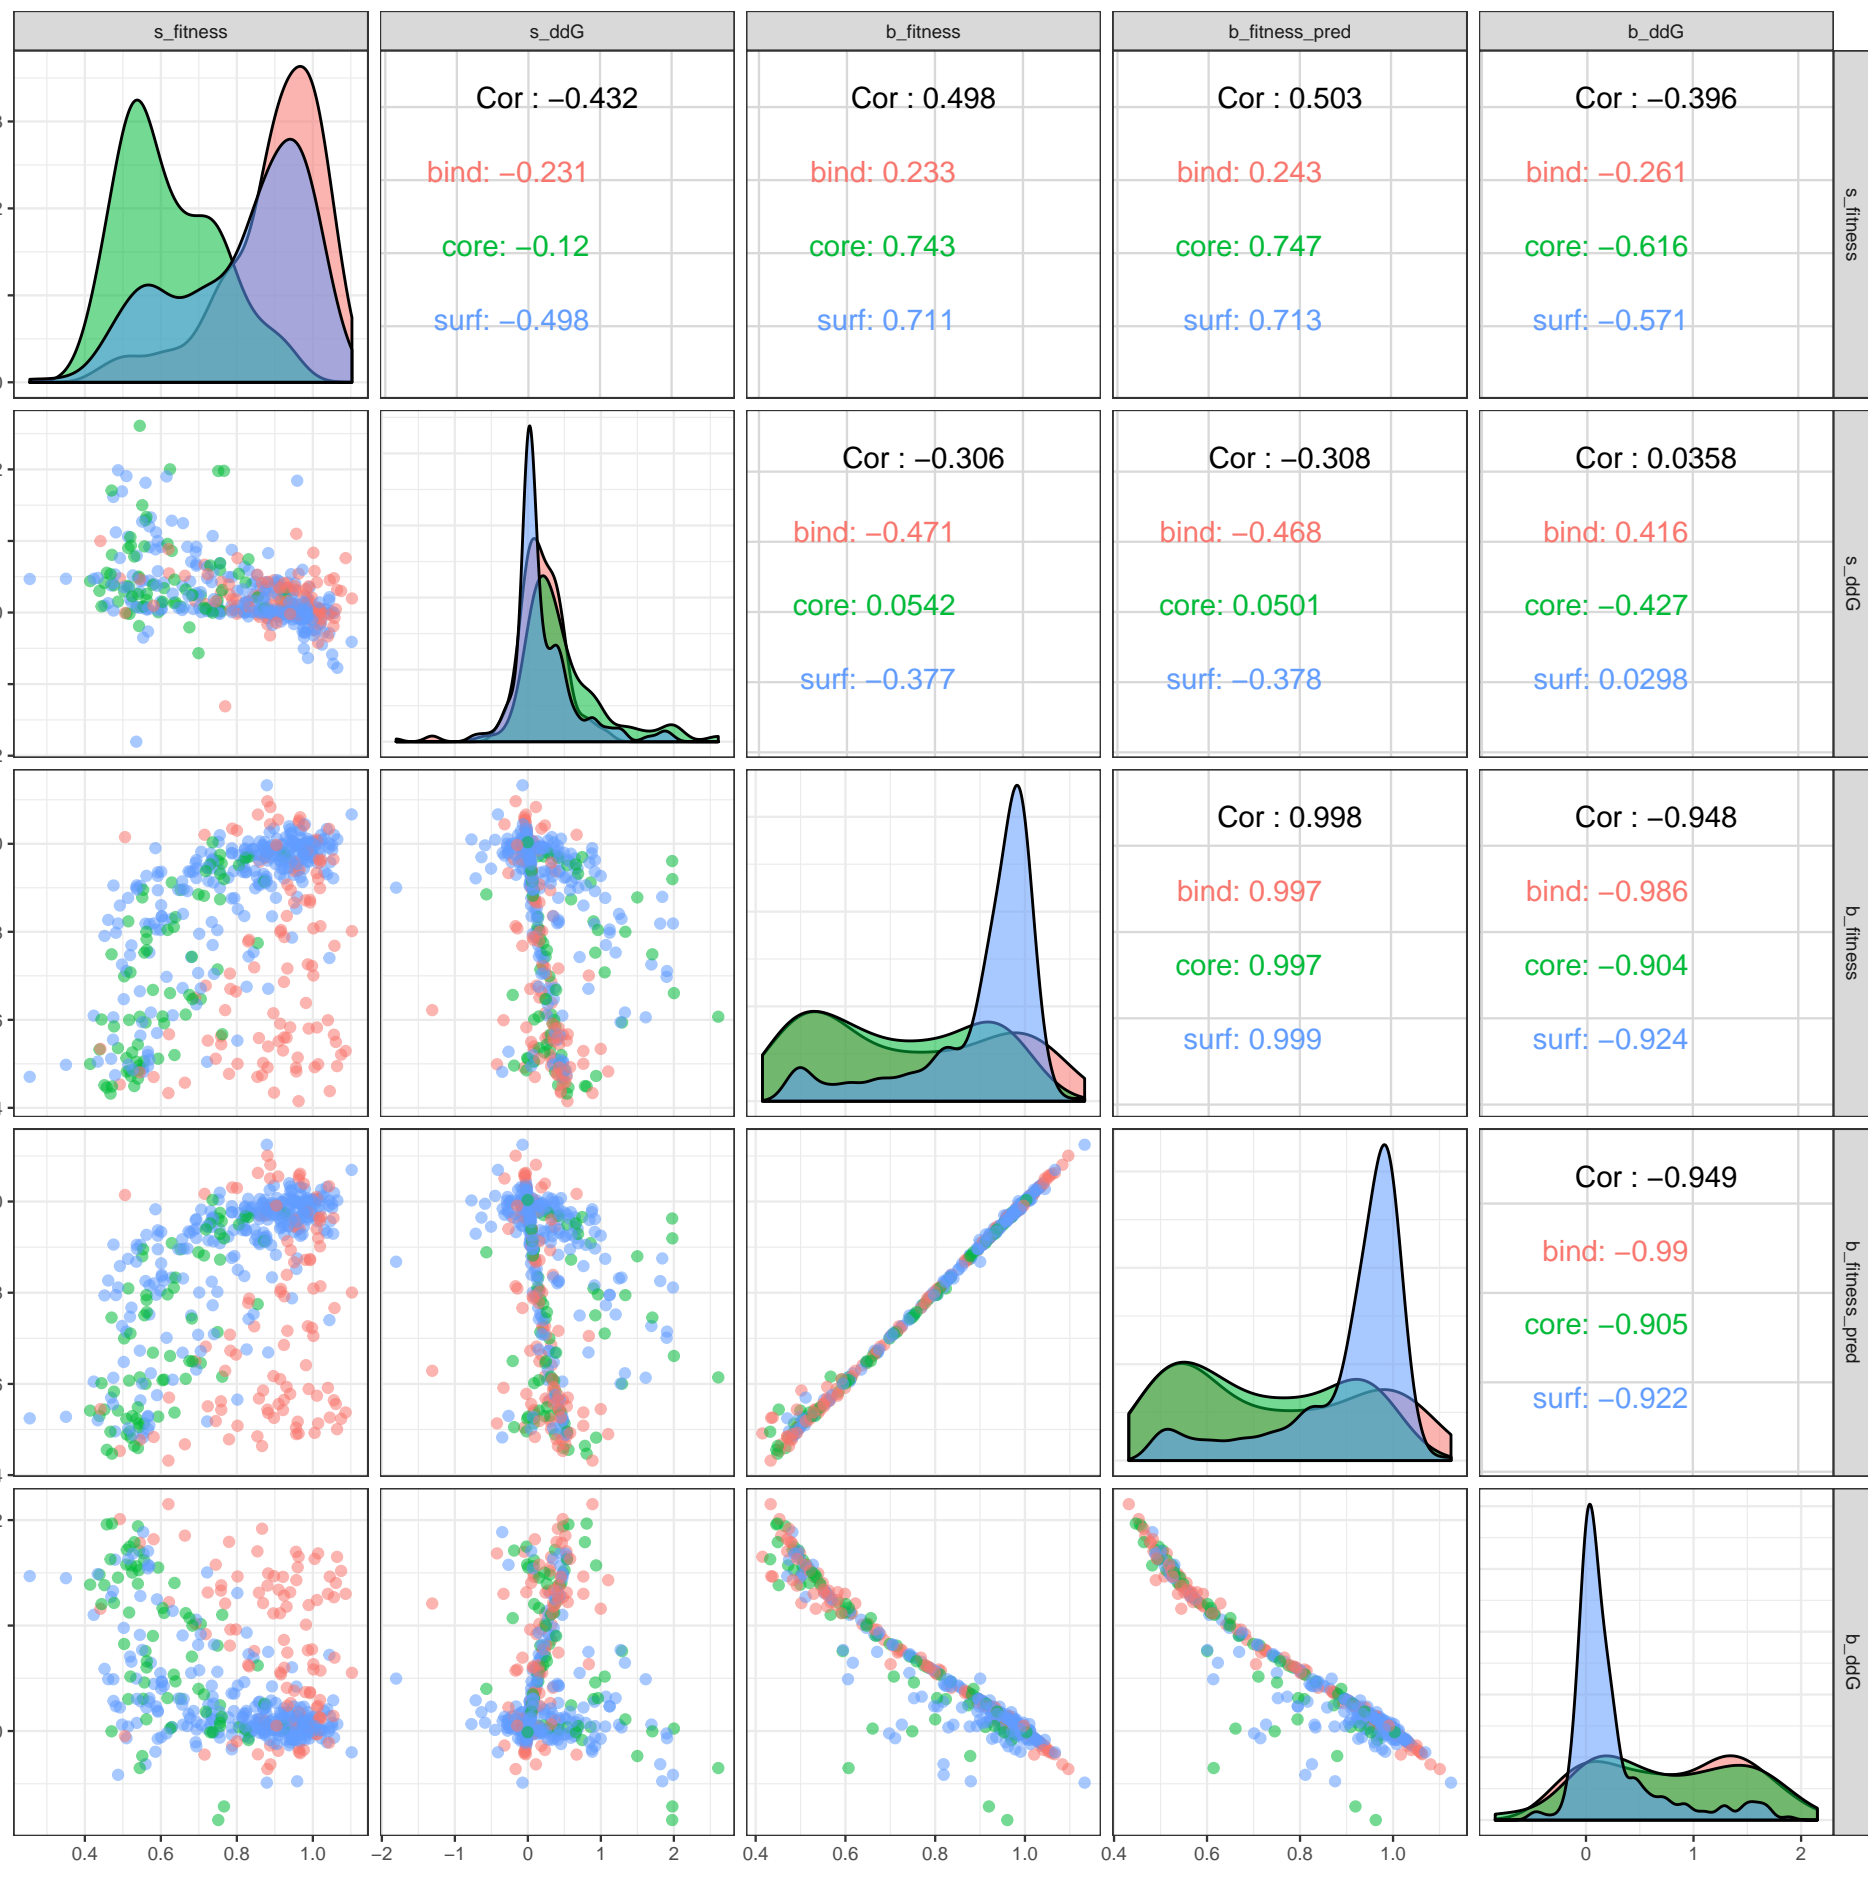 s_fitness s_ddG b_fitness b_fitness_pred b_ddG
Cor : −0.432 Cor : 0.498 Cor : 0.503 Cor : −0.396
bind: −0.231 bind: 0.233 bind: 0.243 bind: −0.261
core: −0.12 core: 0.743 core: 0.747 core: −0.616
surf: −0.498 surf: 0.711 surf: 0.713 surf: −0.571
s_fitness
Cor : −0.306 Cor : −0.308 Cor : 0.0358
bind: −0.471 bind: −0.468 bind: 0.416
core: 0.0542 core: 0.0501 core: −0.427
surf: −0.377 surf: −0.378 surf: 0.0298
s_ddG
Cor : 0.998 Cor : −0.948
bind: 0.997 bind: −0.986
core: 0.997 core: −0.904
surf: 0.999 surf: −0.924
b_fitness
Cor : −0.949
bind: −0.99
core: −0.905
surf: −0.922
b_fitness_pred
b_ddG
0.4 0.6 0.8 1.0 −2 −1 0 1 2 0.4 0.6 0.8 1.0 0.4 0.6 0.8 1.0 0 1 2